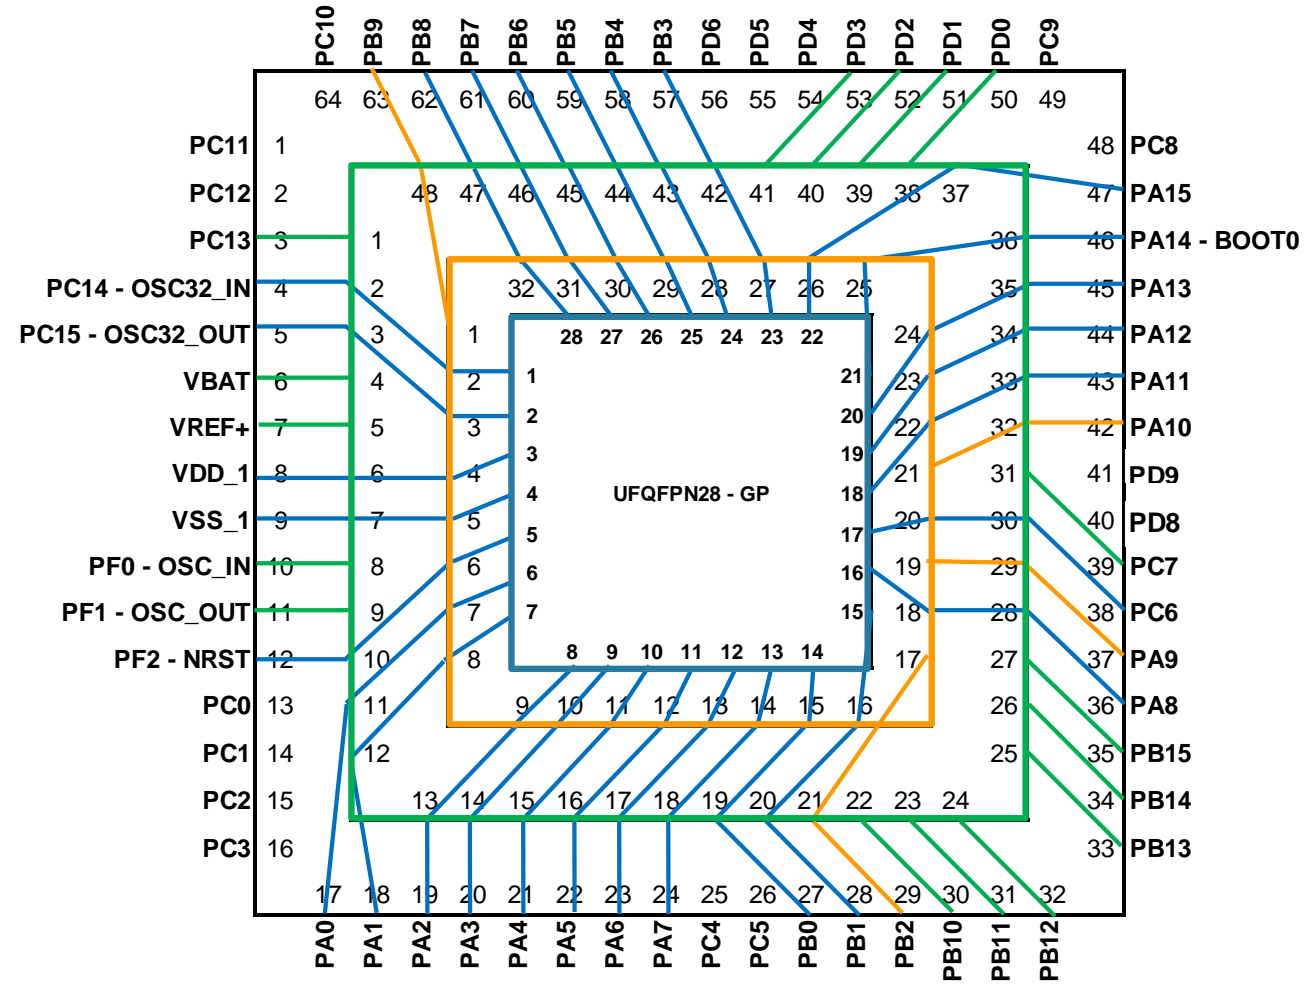 PC10 PB9 PB8 PB7 PB6 PB5 PB4 PB3 PD6 PD5 PD4 PD3 PD2 PD1 PD0 PC9
64 63 62 61 60 59 58 57 56 55 54 53 52 51 50 49
PC11 1 48 PC8
PC12 2 48 47 46 45 44 43 42 41 40 39 38 37 47 PA15
PC13 3 1 36 46 PA14 - BOOT0
PC14 - OSC32_IN 4 2 32 31 30 29 28 27 26 25 35 45 PA13
PC15 - OSC32_OUT 5 3 1 28 27 26 25 24 23 22 24 34 44 PA12
VBAT 6 4 2 1 21 23 33 43 PA11
VREF+ 7 5 3 2 20 22 32 42 PA10
3 19
VDD_1 8 6 4 21 31 41 PD9
4 UFQFPN28 - GP 18
VSS_1 9 7 5 5 17 20 30 40 PD8
PF0 - OSC_IN 10 8 6 6 16 19 29 39 PC7
PF1 - OSC_OUT 11 9 7 7 15 18 28 38 PC6
8 9 10 11 12 13 14
PF2 - NRST 12 10 8 17 27 37 PA9
PC0 13 11 9 10 11 12 13 14 15 16 26 36 PA8
PC1 14 12 25 35 PB15
PC2 15 13 14 15 16 17 18 19 20 21 22 23 24 34 PB14
PC3 16 33 PB13
17 18 19 20 21 22 23 24 25 26 27 28 29 30 31 32
PA0 PA1 PA2 PA3 PA4 PA5 PA6 PA7 PC4 PC5 PB0 PB1 PB2 PB10 PB11 PB12